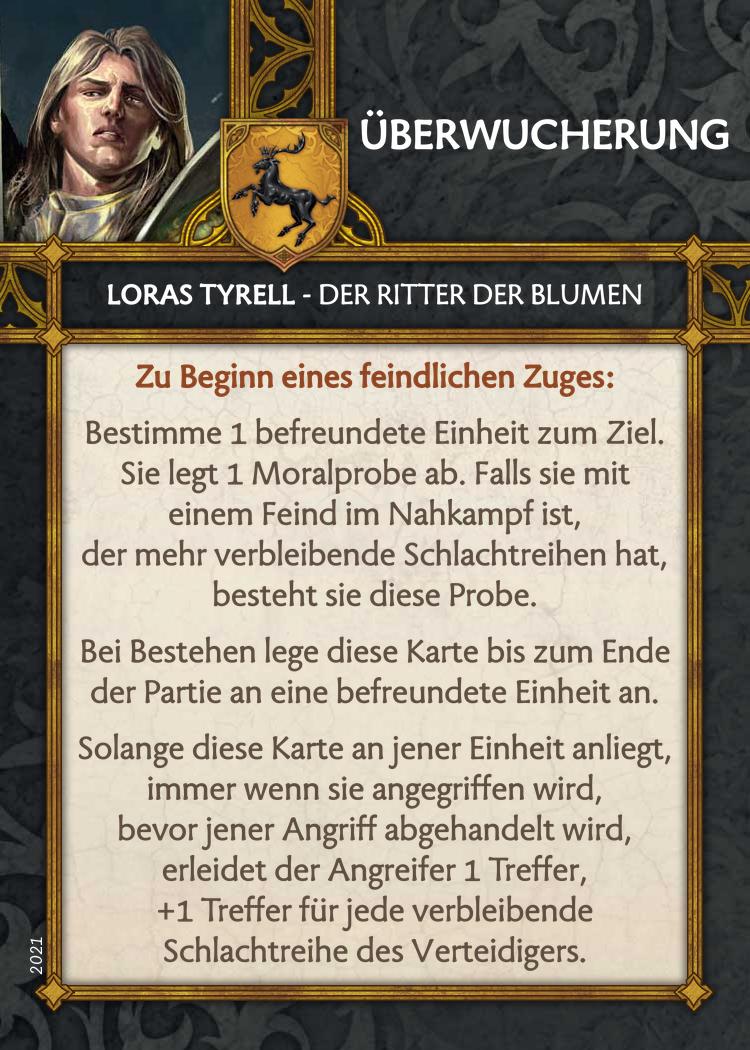 ÜBERWUCHERUNG
LORAS TYRELL - DER RITTER DER BLUMEN
Zu Beginn eines feindlichen Zuges:
Bestimme 1 befreundete Einheit zum Ziel.
Sie legt 1 Moralprobe ab. Falls sie mit
einem Feind im Nahkampf ist,
der mehr verbleibende Schlachtreihen hat,
besteht sie diese Probe.
Bei Bestehen lege diese Karte bis zum Ende
der Partie an eine befreundete Einheit an.
Solange diese Karte an jener Einheit anliegt,
immer wenn sie angegriffen wird,
bevor jener Angriff abgehandelt wird,
erleidet der Angreifer 1 Treffer,
+1 Treffer für jede verbleibende
Schlachtreihe des Verteidigers.
2021